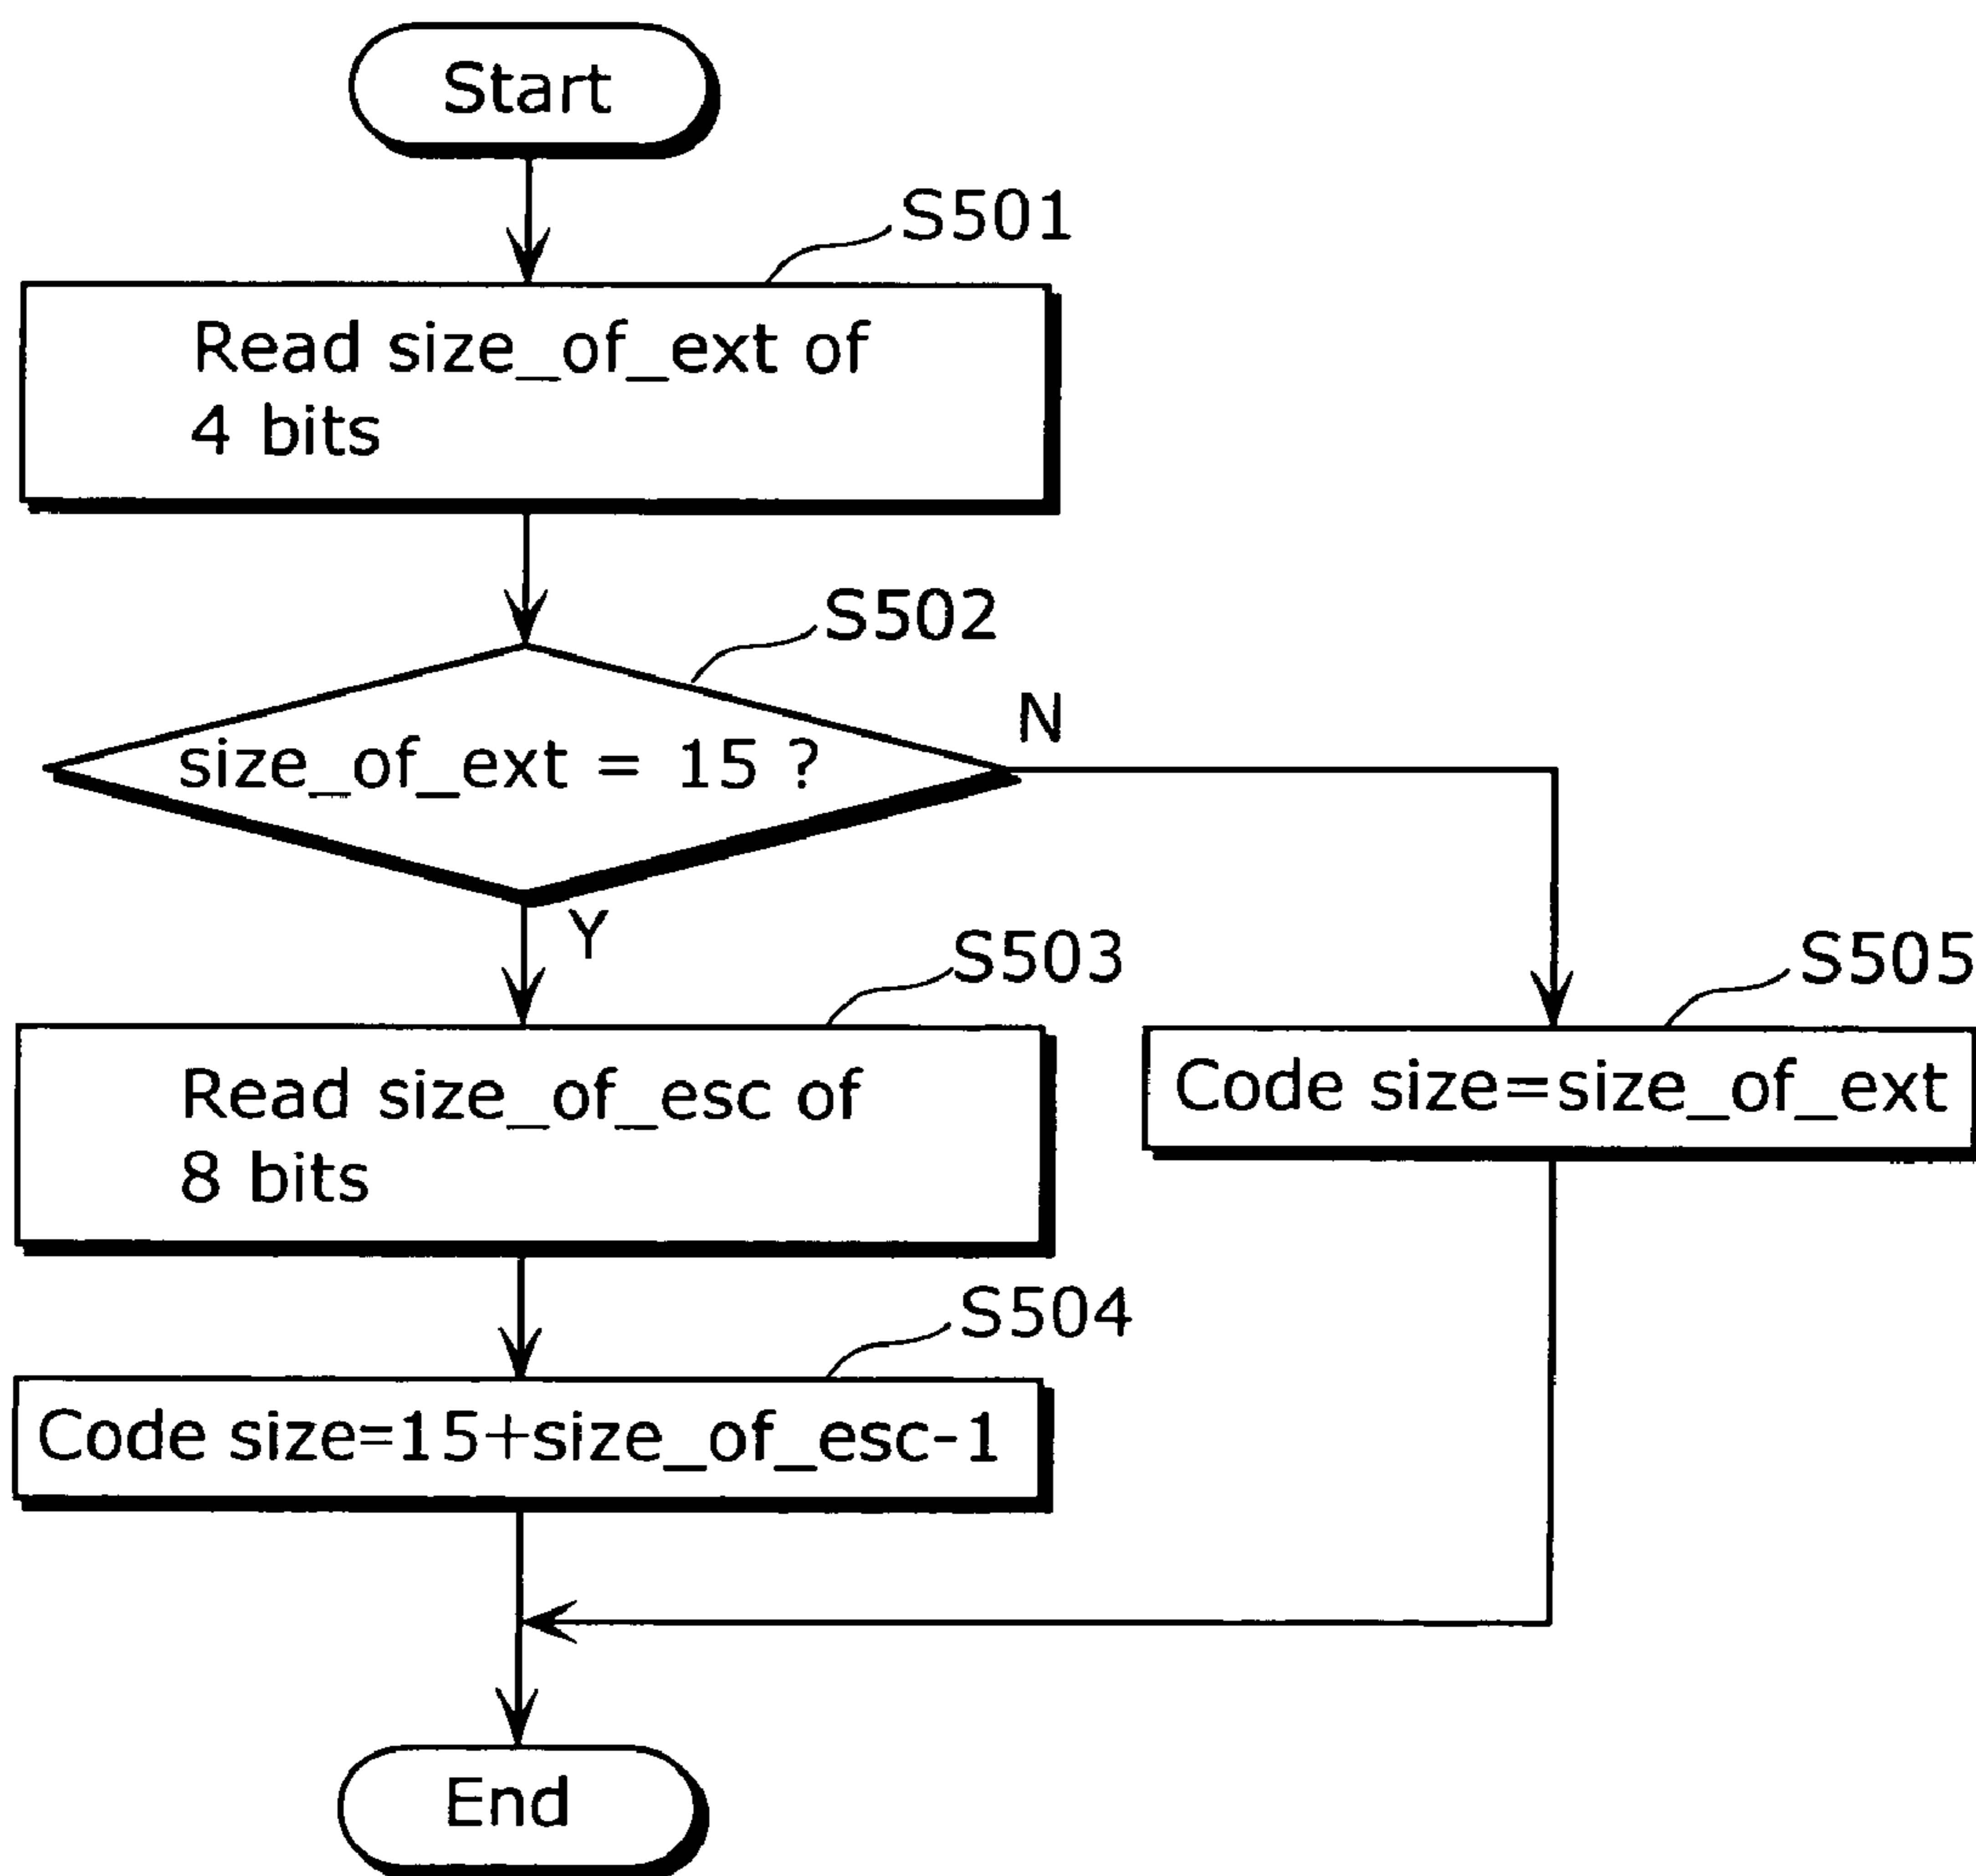 Start
S501
Read size_of_ext of
4 bits
S502
size_of_ext = 15 ?
N
Y
S503
S505
Read size_of_esc of
8 bits
Code size=size_of_ext
S504
Code size=15+size_of_esc-1
End